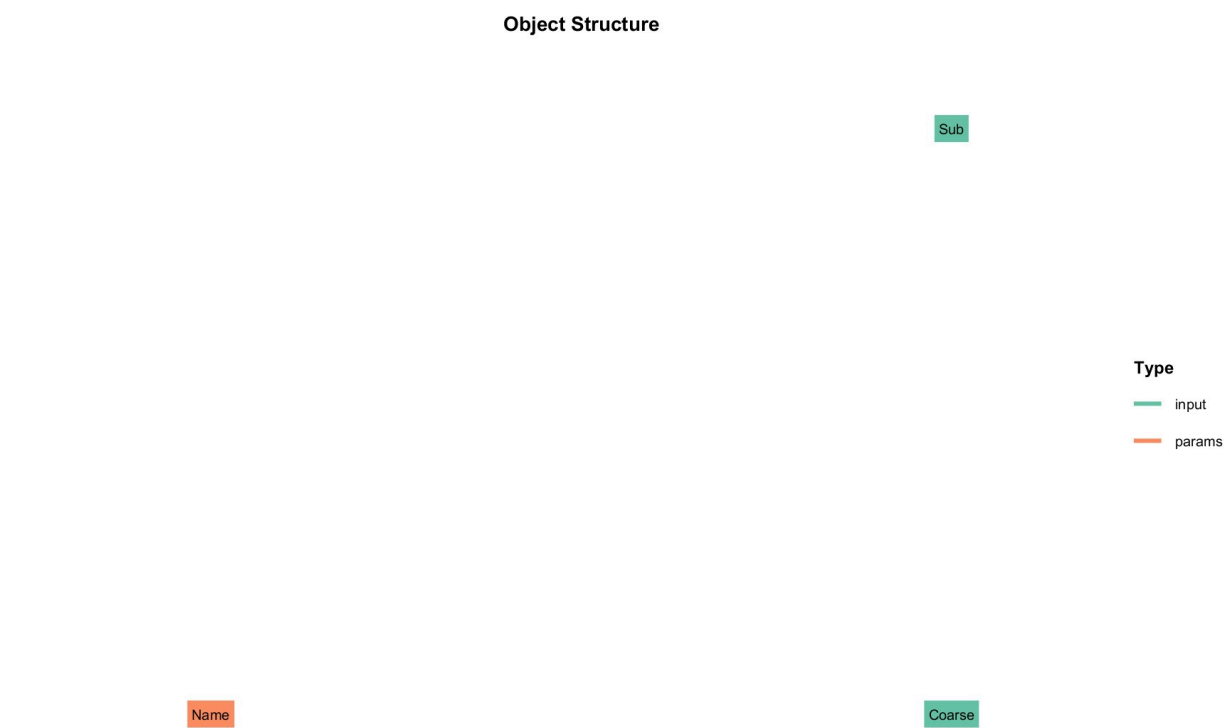 Object Structure
Sub
Type
input
params
Name
Coarse